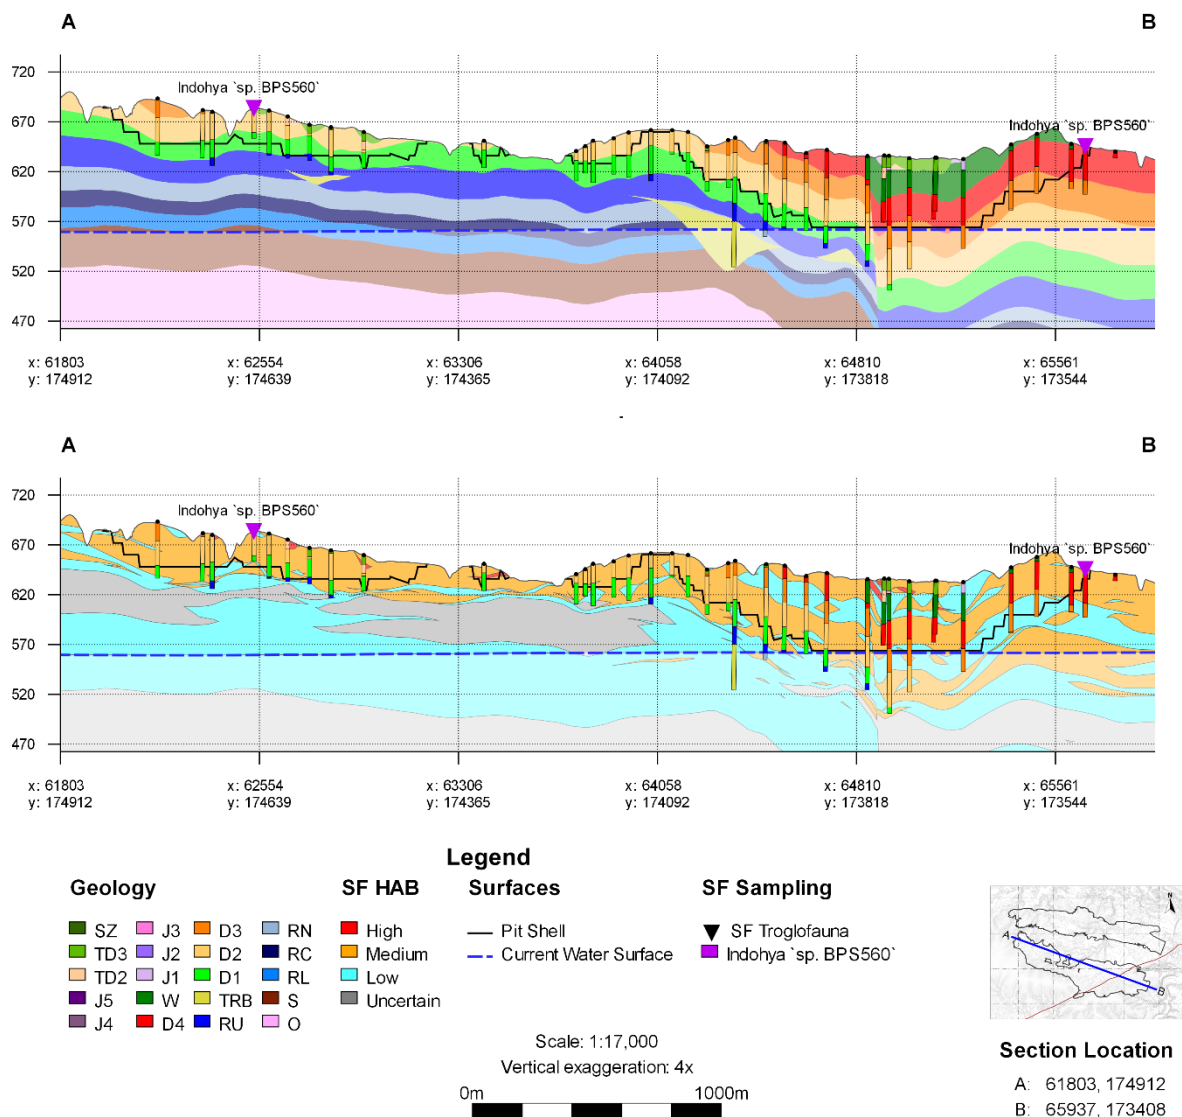 A B
720
Indohya `sp. BPS560`
670
Indohya `sp. BPS560`
620
570
520
470
x: 61803 x: 62554 x: 63306 x: 64058 x: 64810 x: 65561
y: 174912 y: 174639 y: 174365 y: 174092 y: 173818 y: 173544
-
A B
720
Indohya `sp. BPS560`
670
Indohya `sp. BPS560`
620
570
520
470
x: 61803 x: 62554 x: 63306 x: 64058 x: 64810 x: 65561
y: 174912 y: 174639 y: 174365 y: 174092 y: 173818 y: 173544
Legend
Geology
SZ J3 D3 RN
TD3 J2 D2 RC
TD2 J1 D1 RL
J5 W TRB S
J4 D4 RU O
SF HAB
High
Medium
Low
Uncertain
Surfaces
Pit Shell
Current Water Surface
SF Sampling
SF Troglofauna
Indohya `sp. BPS560`
Scale: 1:17,000
Vertical exaggeration: 4x
0m 1000m
N
A
B
Section Location
A: 61803, 174912
B: 65937, 173408